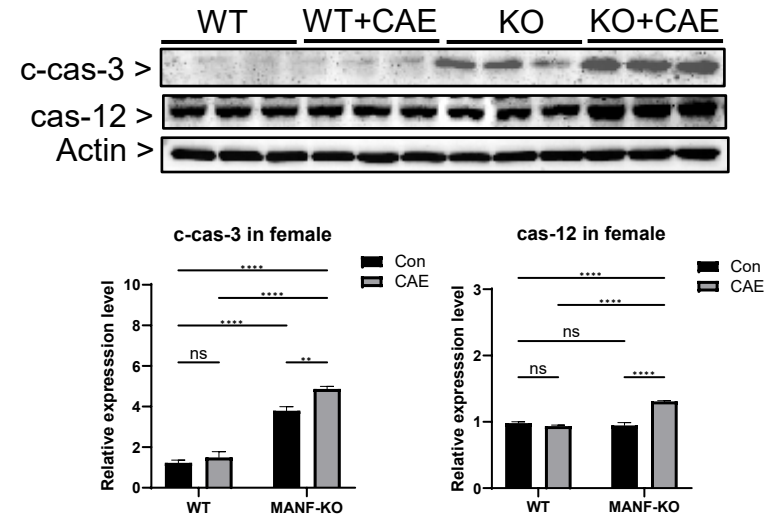 WT WT+CAE KO KO+CAE
c-cas-3 >
cas-12 >
Actin >
c-cas-3 in female
Con
CAE
Relative expresssion level
10
8
6
4
2
0
****
****
****
ns
**
WT MANF-KO
cas-12 in female
Con
CAE
Relative expresssion level
3
2
1
0
****
****
ns
ns
****
WT MANF-KO